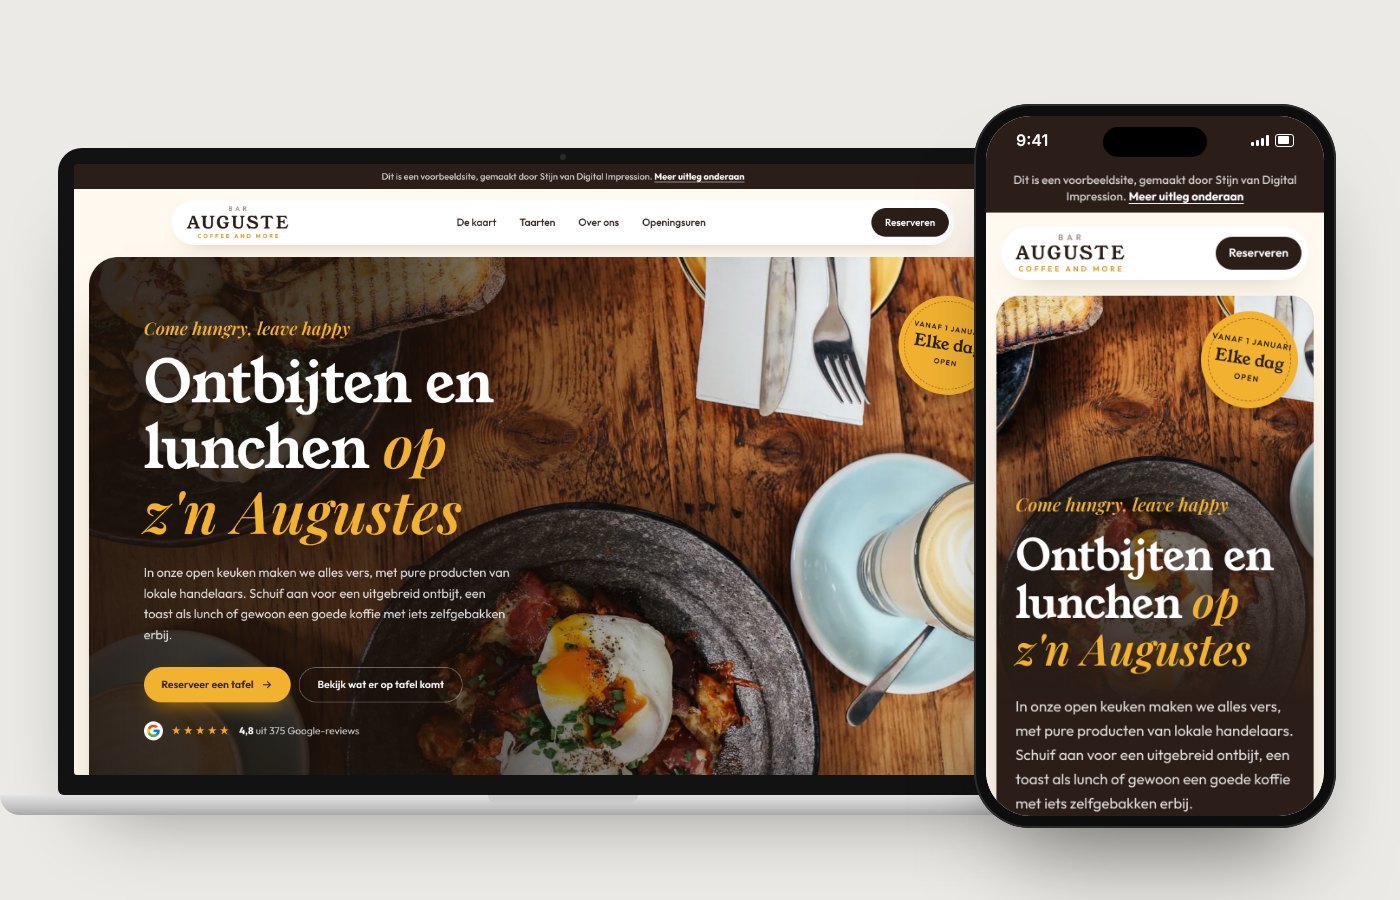 Dit is een voorbeeldsite, gemaakt door Stijn van Digital Impression. Meer uitleg onderaan
BAR
AUGUSTE
COFFEE AND MORE
De kaart Taarten Over ons Openingsuren
Reserveren
VANAF 1 JANU
Elke da
OPEN
Come hungry, leave happy
Ontbijten en
lunchen op
z'n Augustes
In onze open keuken maken we alles vers, met pure producten van
lokale handelaars. Schuif aan voor een uitgebreid ontbijt, een
toast als lunch of gewoon een goede koffie met iets zelfgebakken
erbij.
Reserveer een tafel →
Bekijk wat er op tafel komt
G ★★★★★ 4,8 uit 375 Google-reviews
9:41
Dit is een voorbeeldsite, gemaakt door Stijn van Digital
Impression. Meer uitleg onderaan
BAR
AUGUSTE
COFFEE AND MORE
Reserveren
VANAF 1 JANUARI
Elke dag
OPEN
Come hungry, leave happy
Ontbijten en
lunchen op
z'n Augustes
In onze open keuken maken we alles vers,
met pure producten van lokale handelaars.
Schuif aan voor een uitgebreid ontbijt, een
toast als lunch of gewoon een goede koffie
met iets zelfgebakken erbij.